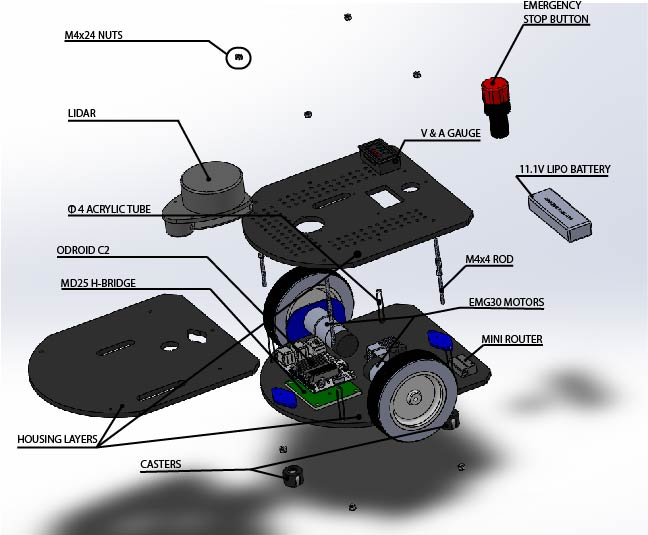 EMERGENCY
STOP BUTTON
M4x24 NUTS
LIDAR
V & A GAUGE
11.1V LIPO BATTERY
Φ 4 ACRYLIC TUBE
ODROID C2
M4x4 ROD
MD25 H-BRIDGE
EMG30 MOTORS
MINI ROUTER
HOUSING LAYERS
CASTERS